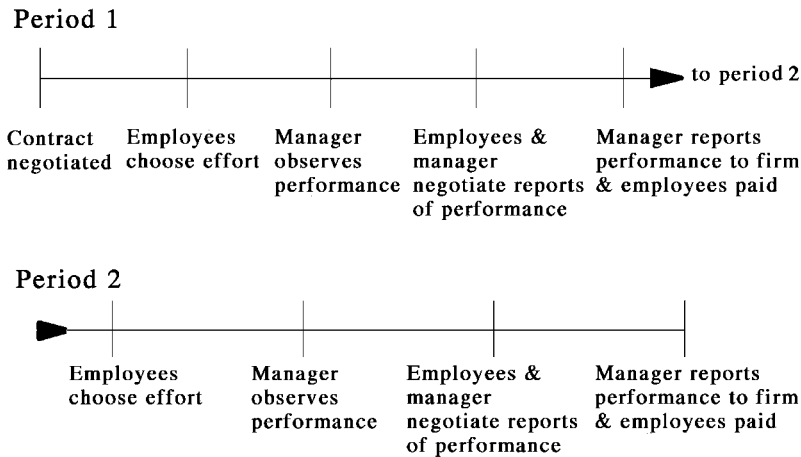 Period 1
to period 2
Contract
negotiated
Employees
choose effort
Manager
observes
performance
Employees &
manager
negotiate reports
of performance
Manager reports
performance to firm
& employees paid
Period 2
Employees
choose effort
Manager
observes
performance
Employees &
manager
negotiate reports
of performance
Manager reports
performance to firm
& employees paid